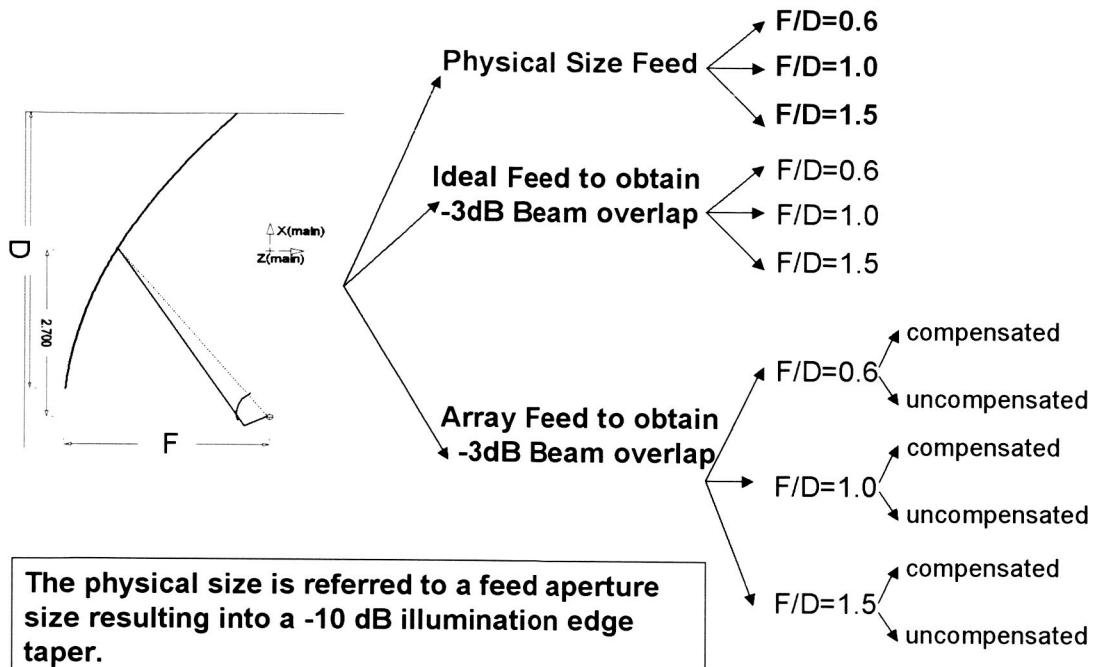 Physical Size Feed
F/D=0.6
F/D=1.0
F/D=1.5
Ideal Feed to obtain
-3dB Beam overlap
F/D=0.6
F/D=1.0
F/D=1.5
Array Feed to obtain
-3dB Beam overlap
F/D=0.6
compensated
uncompensated
F/D=1.0
compensated
uncompensated
F/D=1.5
compensated
uncompensated
D
X(main)
Z(main)
2.700
F
The physical size is referred to a feed aperture
size resulting into a -10 dB illumination edge
taper.